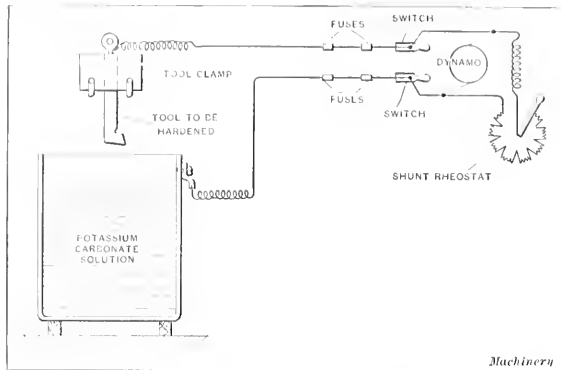 FUSES
SWITCH
TOOL CLAMP
DYNAMO
TOOL TO BE
HARDENED
FUSES
SWITCH
SHUNT RHEOSTAT
POTASSIUM
CARBONATE
SOLUTION
Machinery